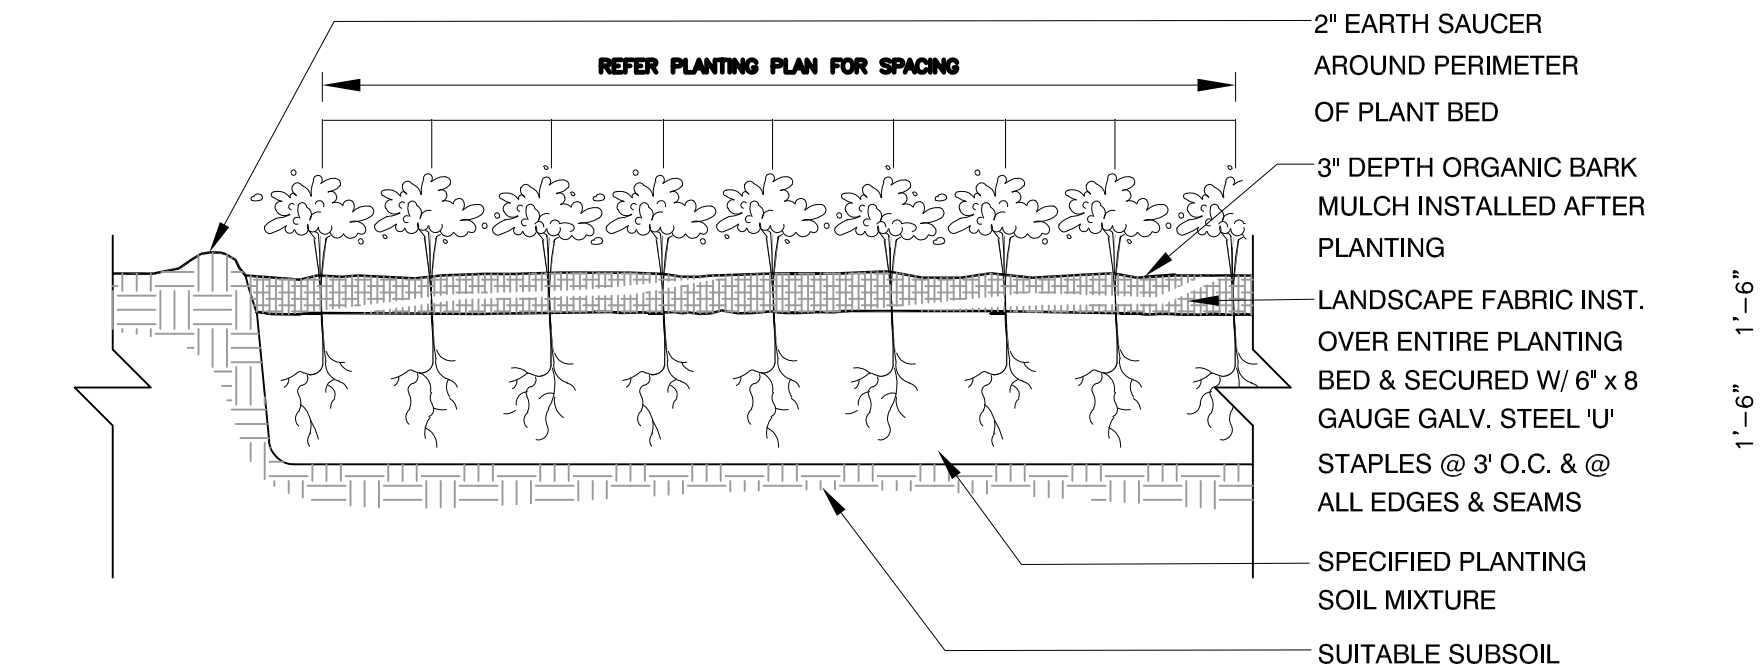 2" EARTH SAUCER
AROUND PERIMETER
OF PLANT BED
REFER PLANTING PLAN FOR SPACING
3" DEPTH ORGANIC BARK
MULCH INSTALLED AFTER
PLANTING
LANDSCAPE FABRIC INST.
OVER ENTIRE PLANTING
BED & SECURED W/ 6" x 8
GAUGE GALV. STEEL 'U'
STAPLES @ 3' O.C. & @
ALL EDGES & SEAMS
SPECIFIED PLANTING
SOIL MIXTURE
SUITABLE SUBSOIL
1'-6"
1'-6"